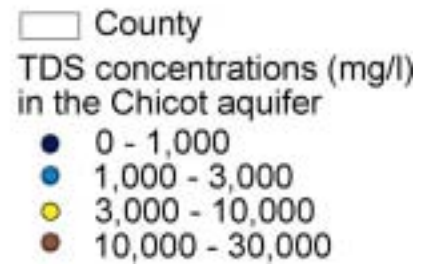 County
TDS concentrations (mg/l)
in the Chicot aquifer
0 - 1,000
1,000 - 3,000
3,000 - 10,000
10,000 - 30,000